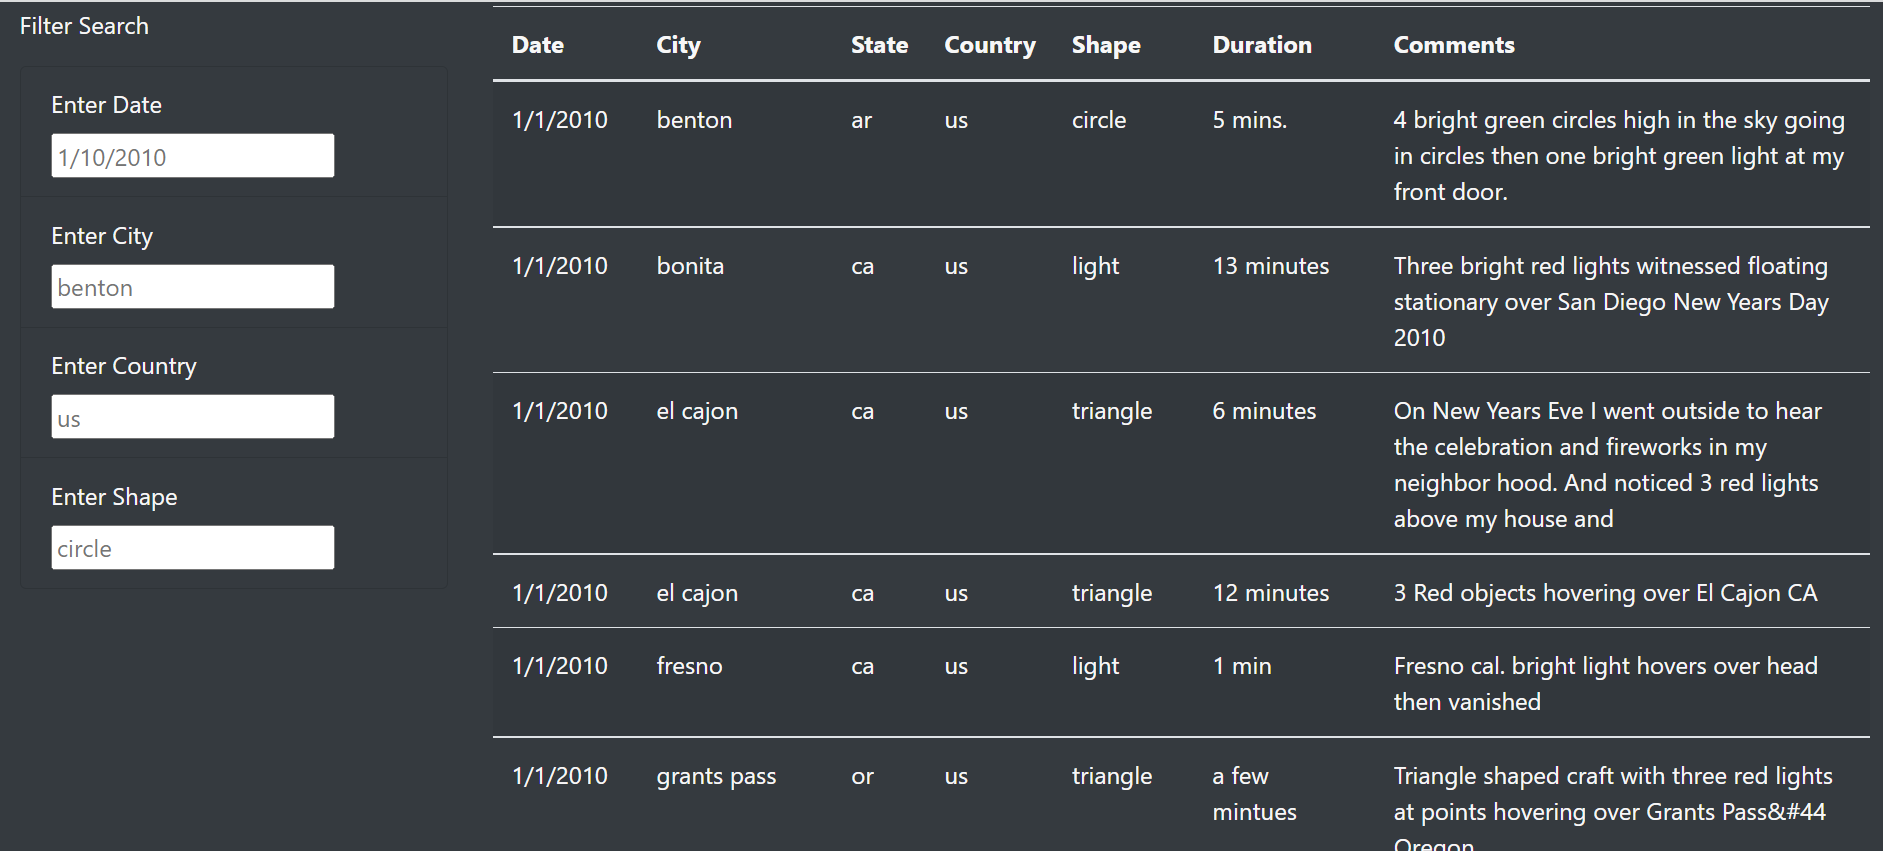 Filter Search
Enter Date
1/10/2010
Enter City
benton
Enter Country
us
Enter Shape
circle
Date City State Country Shape Duration Comments
1/1/2010 benton ar us circle 5 mins. 4 bright green circles high in the sky going
in circles then one bright green light at my
front door.
1/1/2010 bonita ca us light 13 minutes Three bright red lights witnessed floating
stationary over San Diego New Years Day
2010
1/1/2010 el cajon ca us triangle 6 minutes On New Years Eve I went outside to hear
the celebration and fireworks in my
neighbor hood. And noticed 3 red lights
above my house and
1/1/2010 el cajon ca us triangle 12 minutes 3 Red objects hovering over El Cajon CA
1/1/2010 fresno ca us light 1 min Fresno cal. bright light hovers over head
then vanished
1/1/2010 grants pass or us triangle a few Triangle shaped craft with three red lights
mintues at points hovering over Grants Pass&#44
Oregon